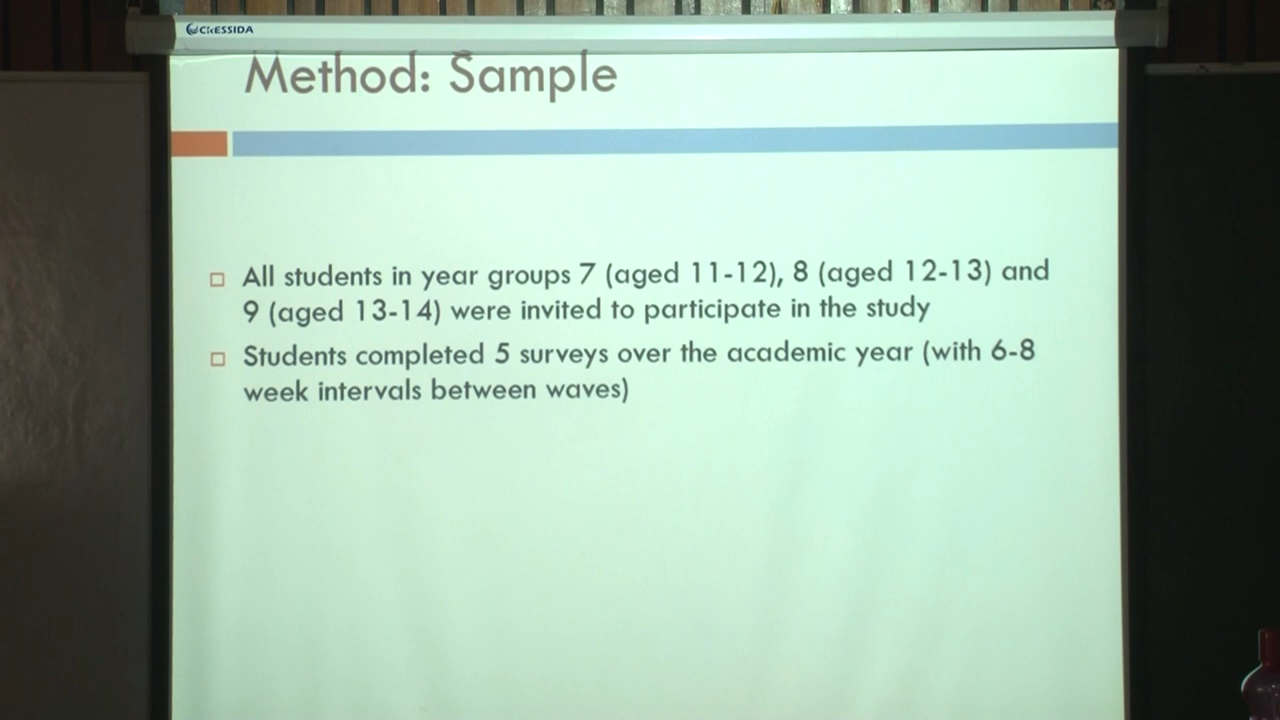 CRESSIDA
Method: Sample
All students in year groups 7 (aged 11-12), 8 (aged 12-13) and
9 (aged 13-14) were invited to participate in the study
Students completed 5 surveys over the academic year (with 6-8
week intervals between waves)